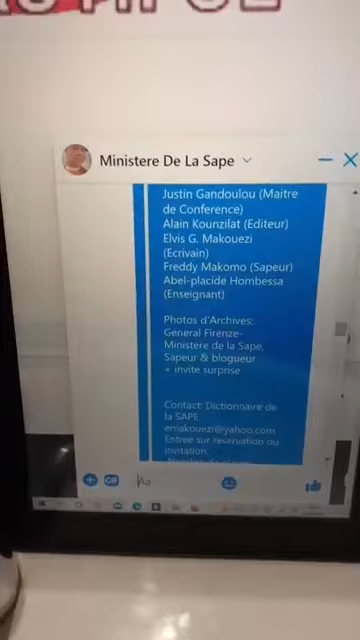 Ministere De La Sape
Justin Gandoulou (Maitre
de Conference)
Alain Kounzilat (Editeur)
Elvis G. Makouezi
(Ecrivain)
Freddy Makomo (Sapeur)
Abel-placide Hombessa
(Enseignant)
Photos d'Archives:
General Firenze-
Ministere de la Sape,
Sapeur & blogueur
+ invite surprise
Contact: Dictionnaire de
la SAPE
emakouezi@yahoo.com
Entree sur reservation ou
invitation.
GIF
Aa